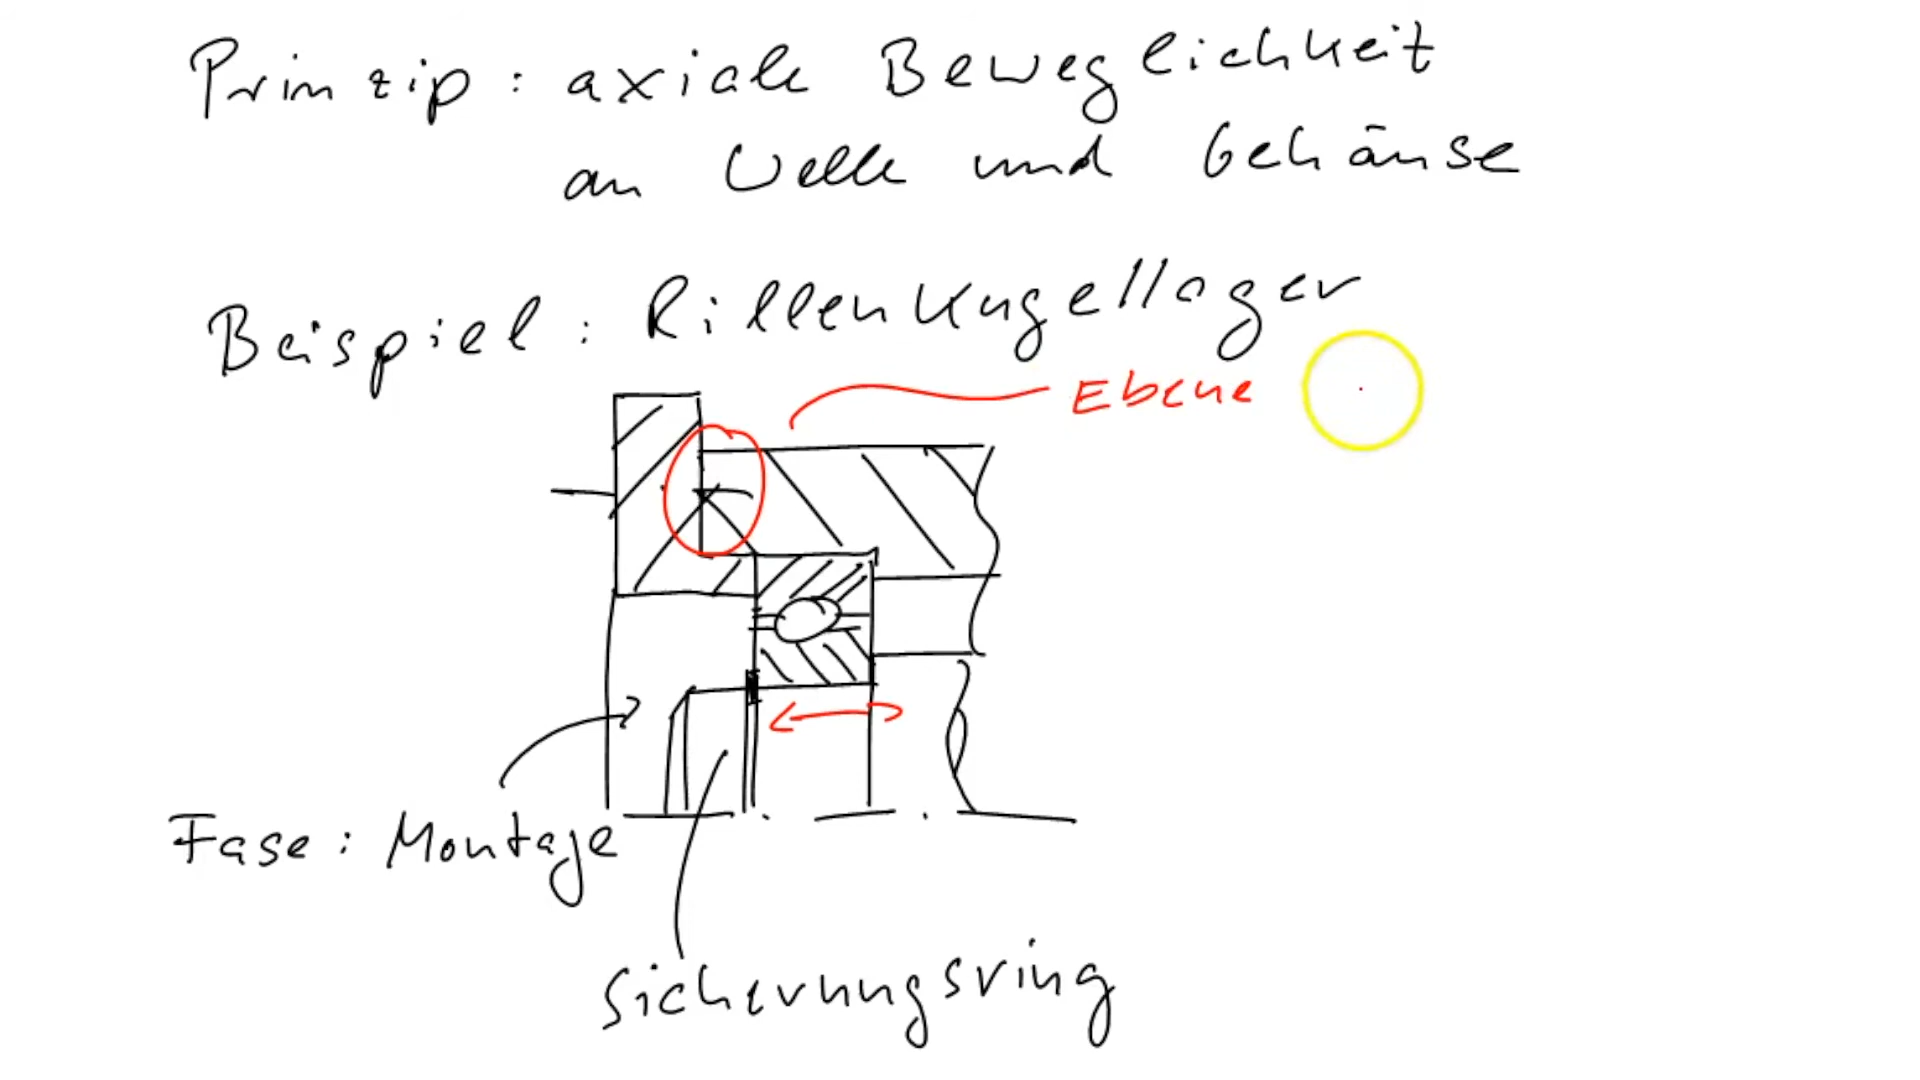 Prinzip: axiale Beweglichkeit
an Welle und Gehäuse
Beispiel: Rillenkugellager
Ebene
Fase: Montage
Sicherungsring